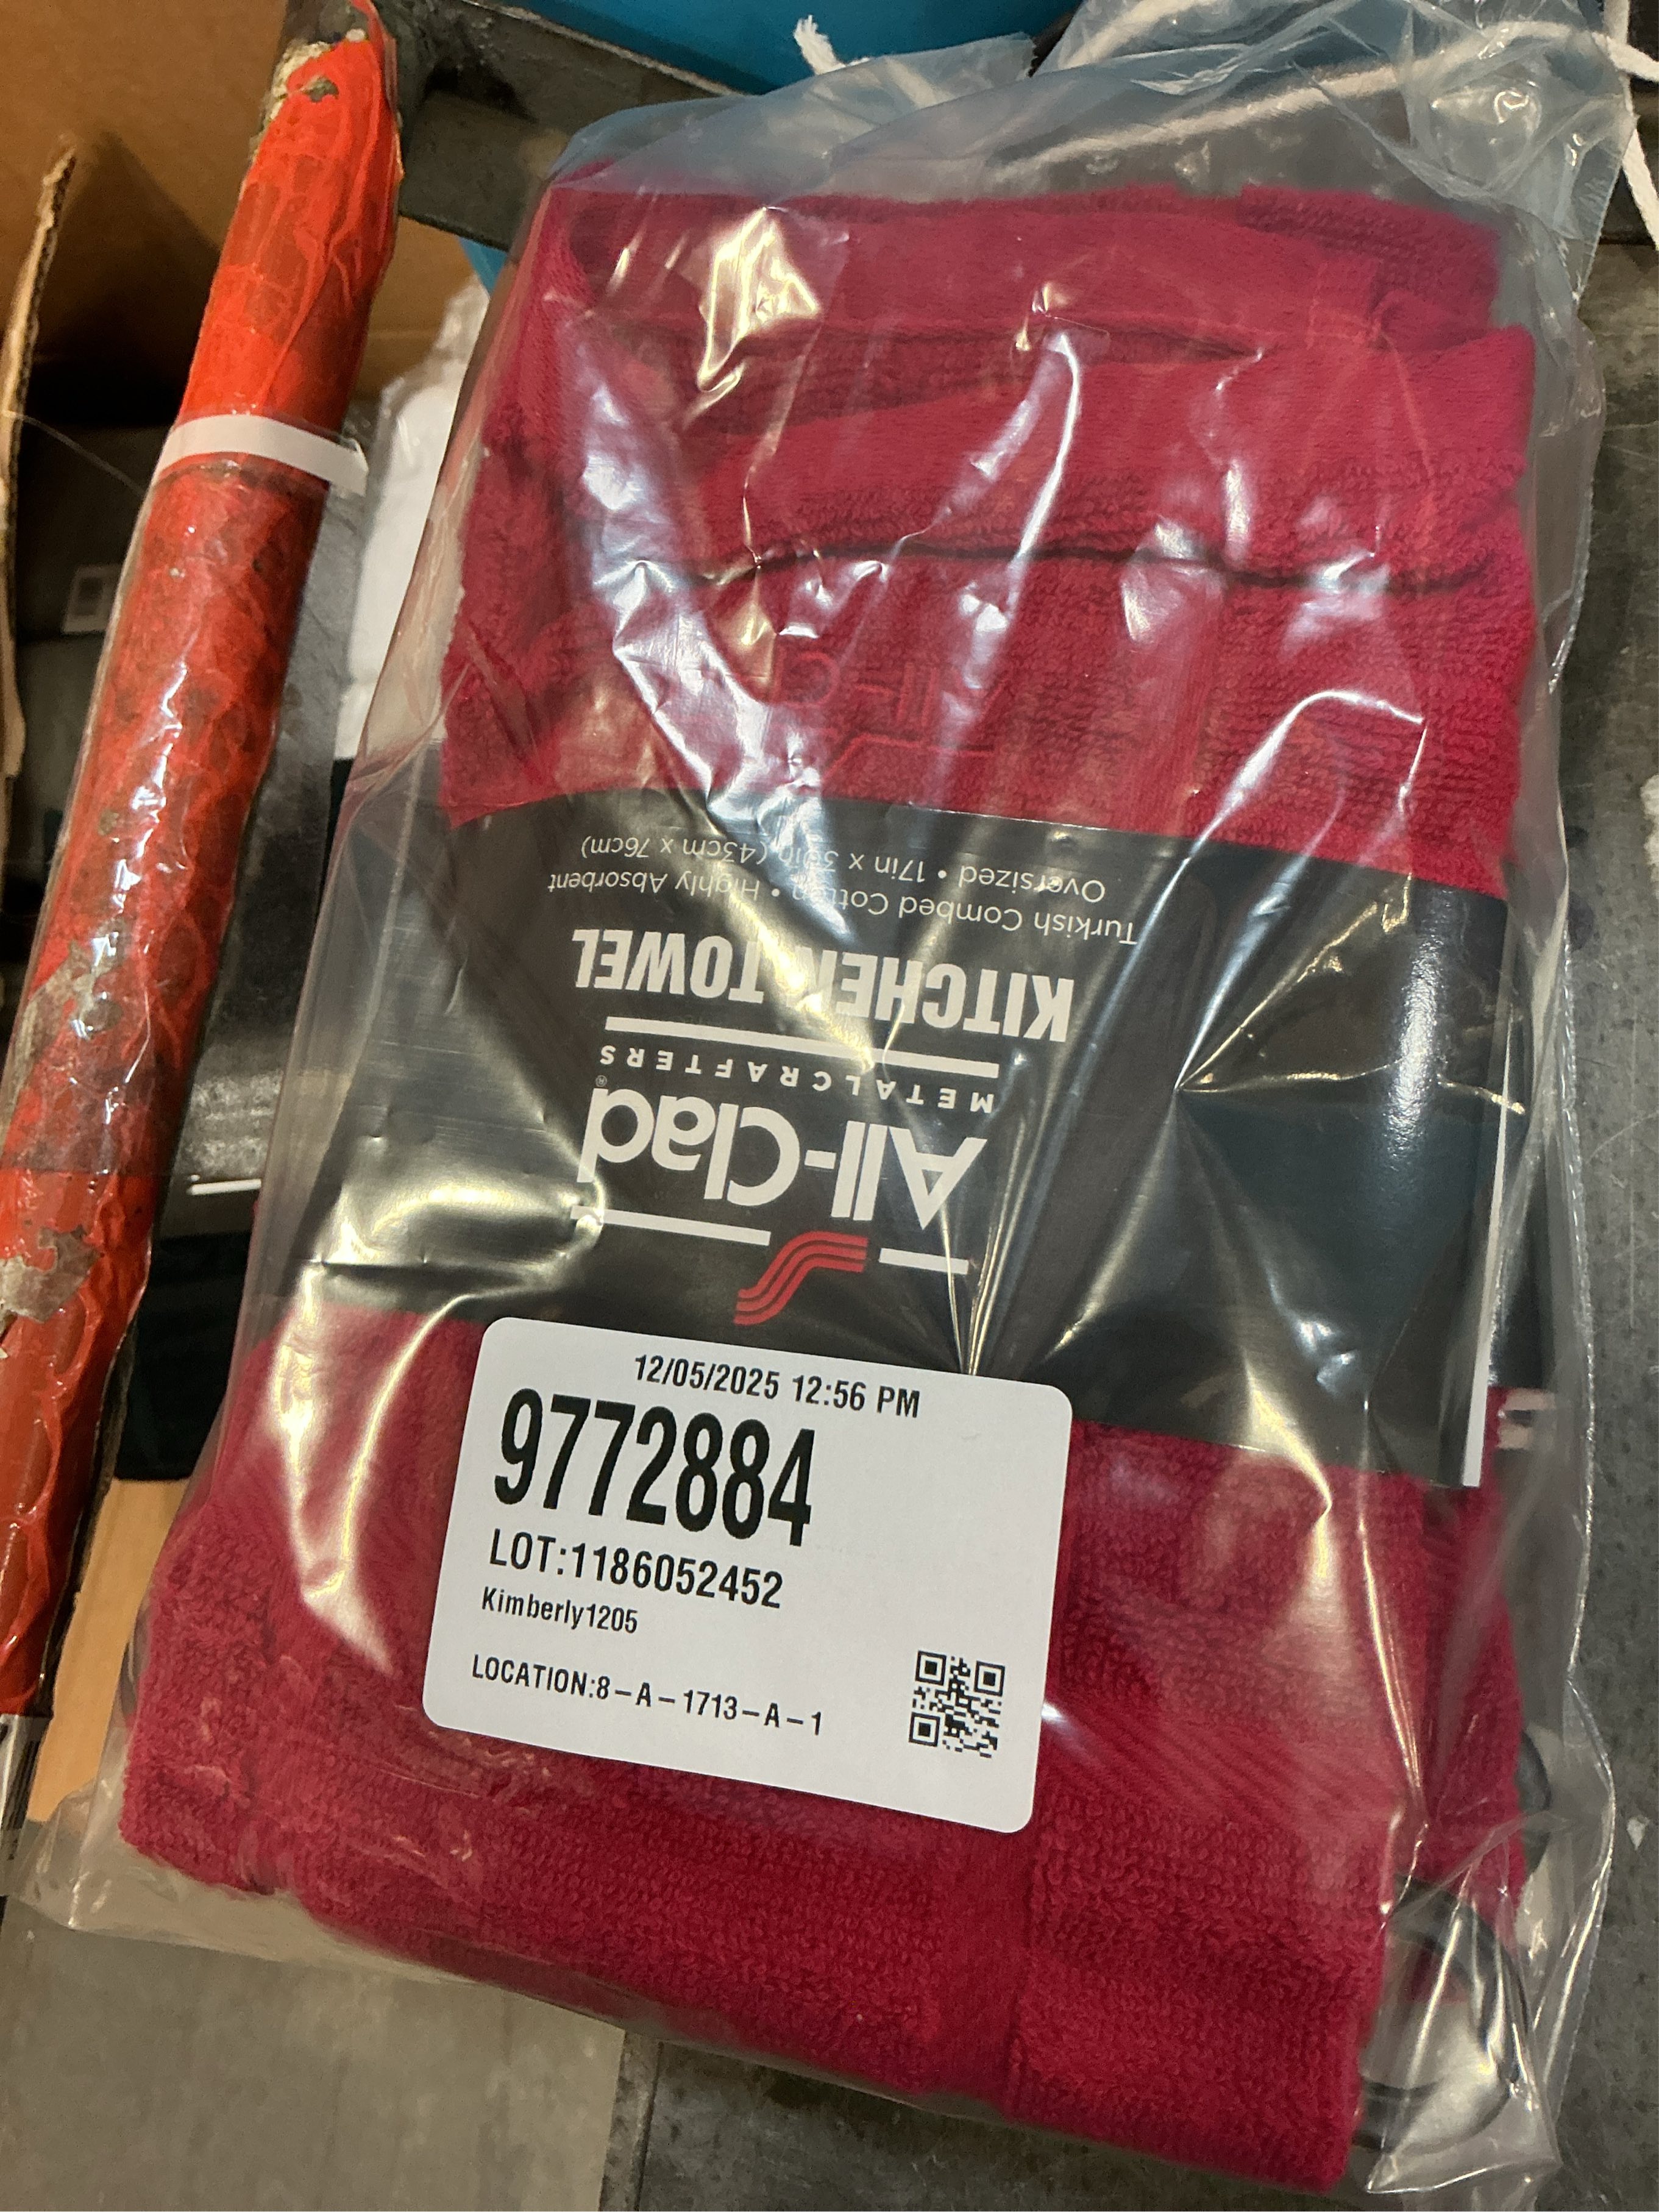 All-Clad®
METALCRAFTERS
KITCHEN TOWEL
Turkish Combed Cotton • Highly Absorbent
Oversized • 17in x 30in (43cm x 76cm)
12/05/2025 12:56 PM
9772884
LOT:1186052452
Kimberly1205
LOCATION:8-A-1713-A-1